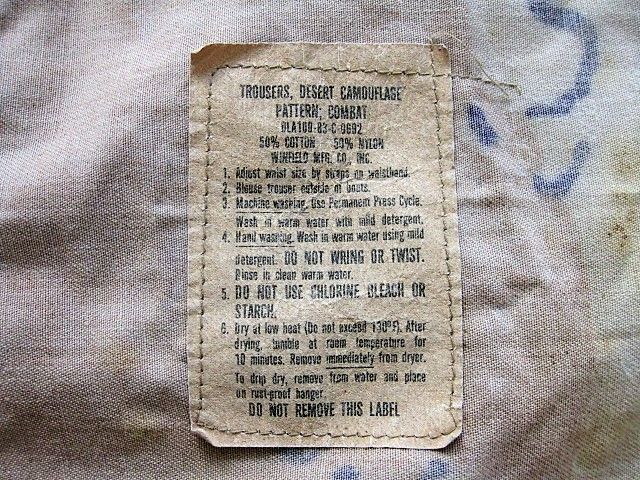 TROUSERS, DESERT CAMOUFLAGE
PATTERN; COMBAT
DLA100-83-C-0692
50% COTTON 50% NYLON
WINFIELD MFG. CO., INC.
1. Adjust waist size by straps on waistband.
2. Blouse trouser outside of boots.
3. Machine wasping. Use Permanent Press Cycle.
Wash in warm water with mild detergent.
4. Hand wasping. Wash in warm water using mild
detergent. DO NOT WRING OR TWIST.
Rinse in clean warm water.
5. DO NOT USE CHLORINE BLEACH OR
STARCH.
6. Dry at low heat (Do not exceed 130°F). After
drying, tumble at room temperature for
10 minutes. Remove immediately from dryer.
To drip dry, remove from water and place
on rust-proof hanger.
DO NOT REMOVE THIS LABEL